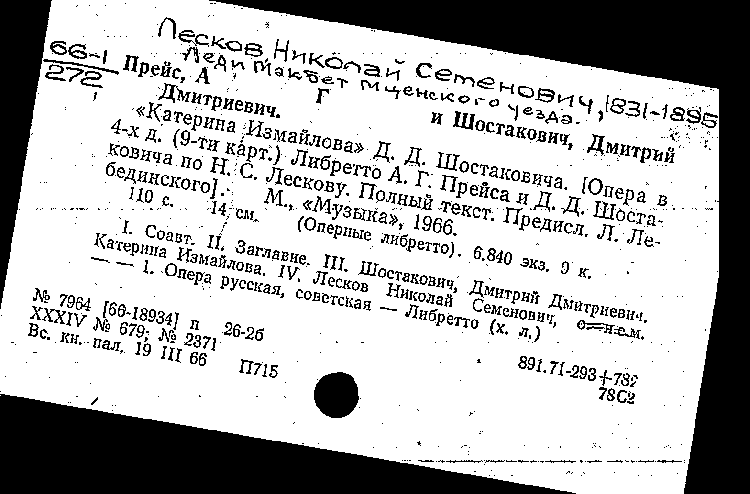 Лесков, Николай Семенович, 1831-1895
Леди Макбет Мценского уезда.
66-1
272
Прейс, А Г и Шостакович, Дмитрий
Дмитриевич.
«Катерина Измайлова» Д. Д. Шостаковича. [Опера в
4-х д. (9-ти карт.) Либретто А. Г. Прейса и Д. Д. Шоста-
ковича по Н. С. Лескову. Полный текст. Предисл. Л. Ле-
бединского]. М., «Музыка», 1966.
110 с. 14 см. (Оперные либретто). 6.840 экз. 9 к.
I. Соавт. II. Заглавие. III. Шостакович, Дмитрий Дмитриевич.
Катерина Измайлова. IV. Лесков Николай Семенович, о нем.
— — 1. Опера русская, советская — Либретто (х. л.)
№ 7964 [66-18934] п 26-2б
XXXIV № 679; № 2371
Вс. кн. пал. 19 III 66 П715
891.71-293+782
78С2